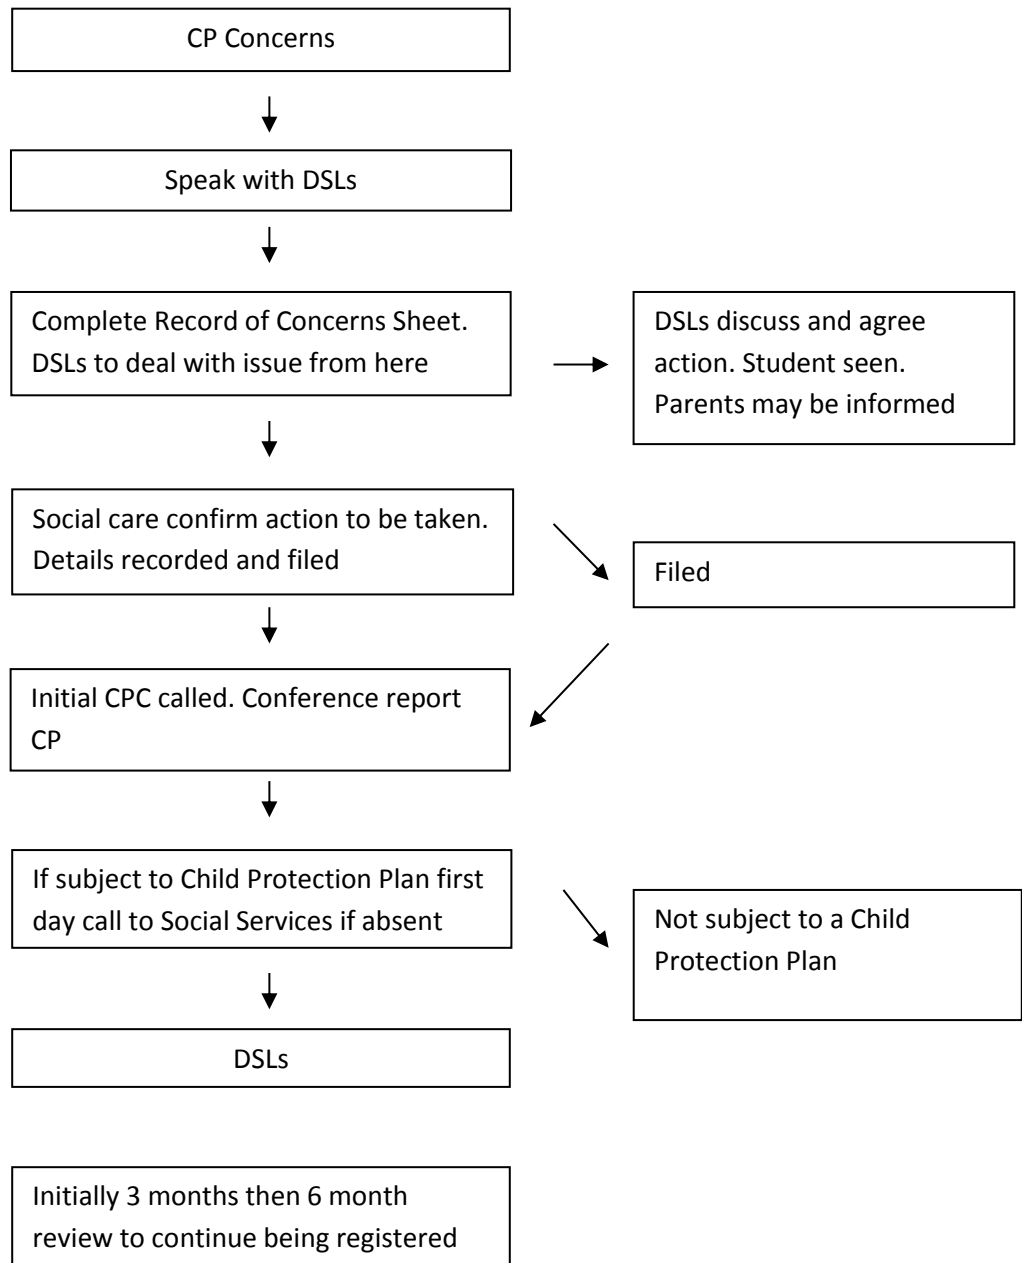 CP Concerns
Speak with DSLs
Complete Record of Concerns Sheet.
DSLs to deal with issue from here
DSLs discuss and agree
action. Student seen.
Parents may be informed
Social care confirm action to be taken.
Details recorded and filed
Filed
Initial CPC called. Conference report
CP
If subject to Child Protection Plan first
day call to Social Services if absent
Not subject to a Child
Protection Plan
DSLs
Initially 3 months then 6 month
review to continue being registered